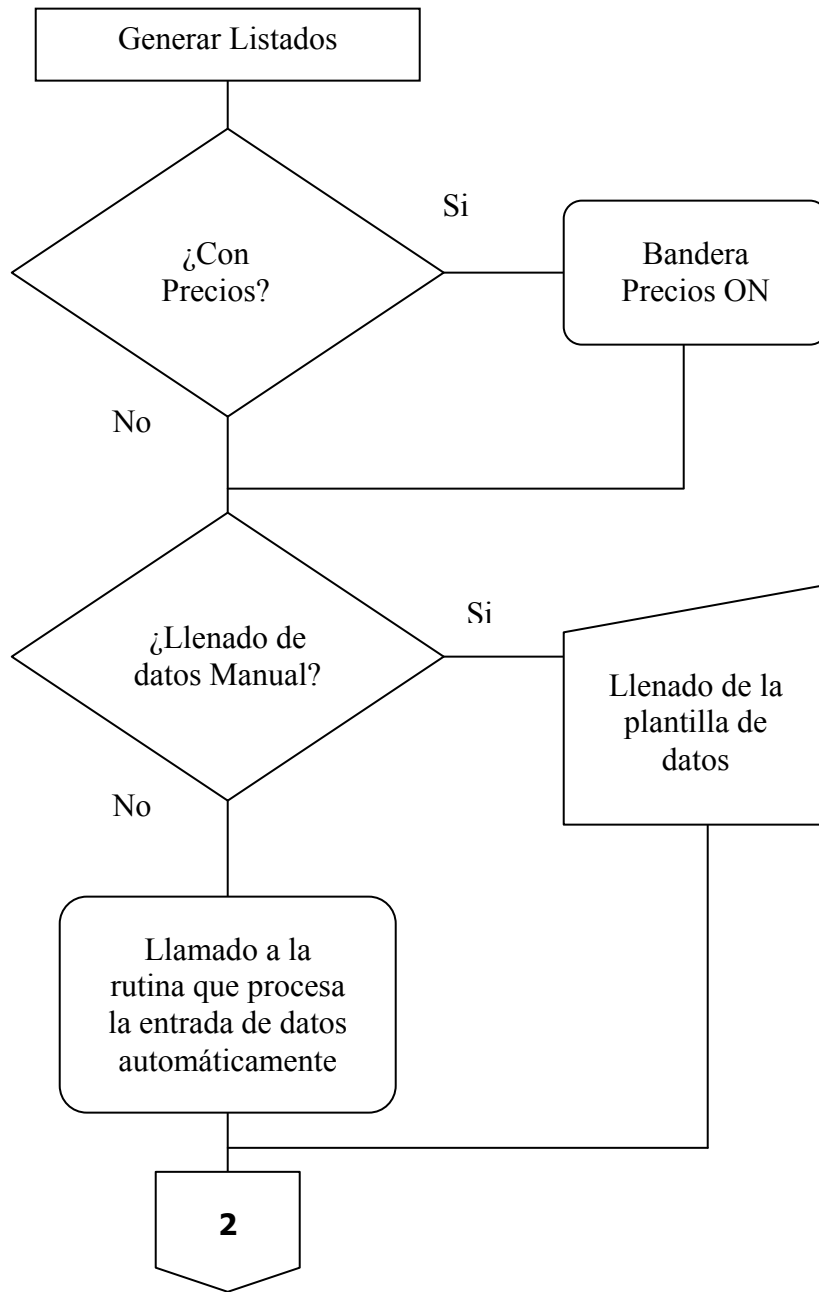 Generar Listados
Si
¿Con
Precios?
Bandera
Precios ON
No
Si
¿Llenado de
datos Manual?
Llenado de la
plantilla de
datos
No
Llamado a la
rutina que procesa
la entrada de datos
automáticamente
2